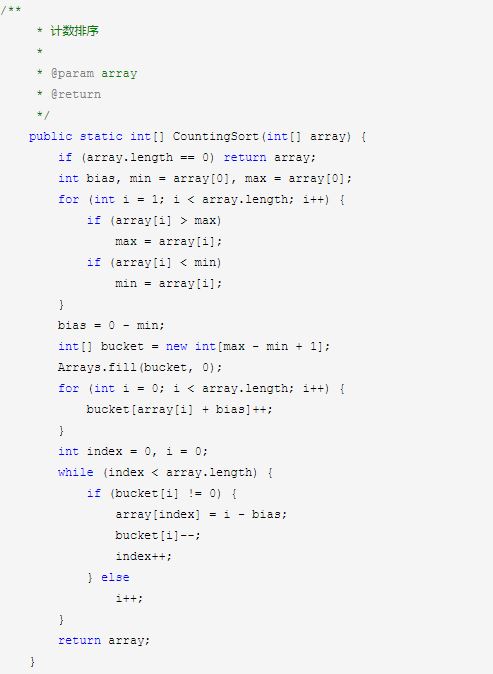 /**
     * 计数排序
     *
     * @param array
     * @return
     */
    public static int[] CountingSort(int[] array) {
        if (array.length == 0) return array;
        int bias, min = array[0], max = array[0];
        for (int i = 1; i < array.length; i++) {
            if (array[i] > max)
                max = array[i];
            if (array[i] < min)
                min = array[i];
        }
        bias = 0 - min;
        int[] bucket = new int[max - min + 1];
        Arrays.fill(bucket, 0);
        for (int i = 0; i < array.length; i++) {
            bucket[array[i] + bias]++;
        }
        int index = 0, i = 0;
        while (index < array.length) {
            if (bucket[i] != 0) {
                array[index] = i - bias;
                bucket[i]--;
                index++;
            } else
                i++;
        }
        return array;
    }